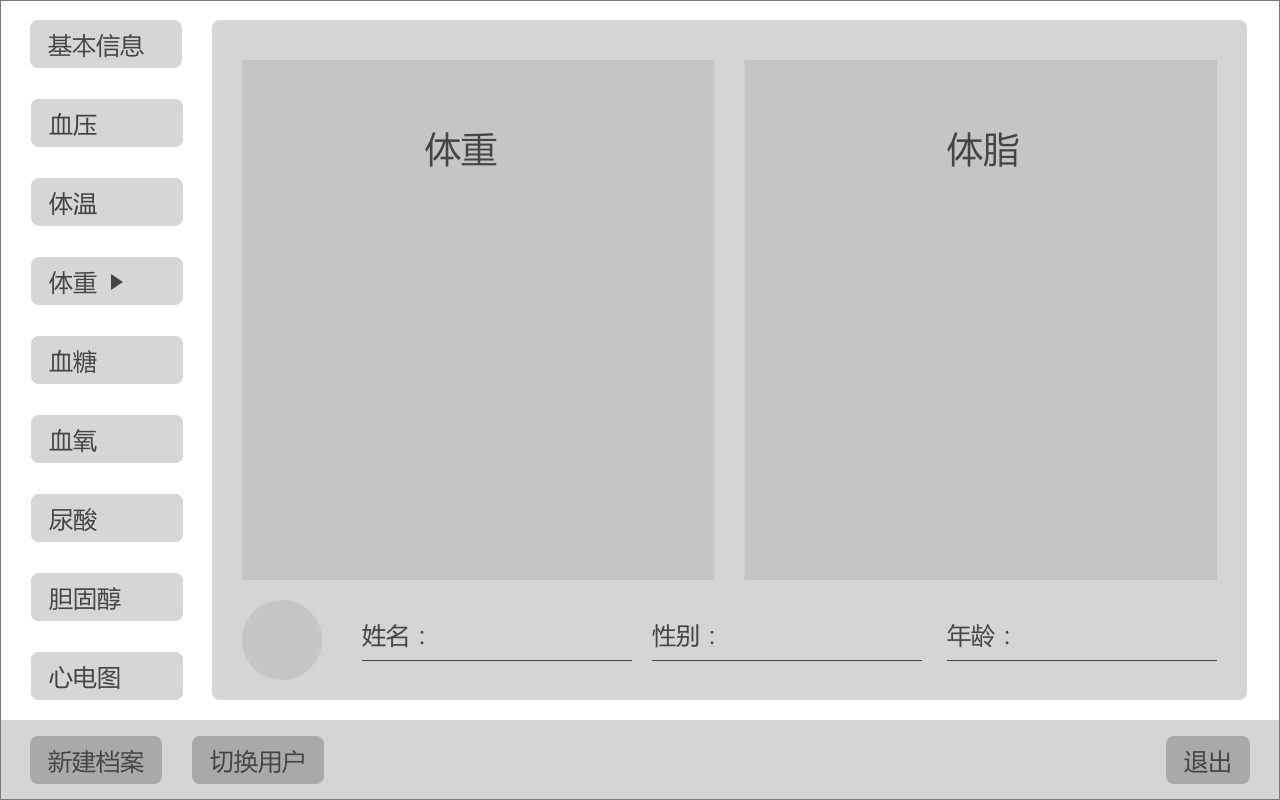 基本信息
血压
体温
体重
血糖
血氧
尿酸
胆固醇
心电图
体重
体脂
姓名：
性别：
年龄：
新建档案
切换用户
退出